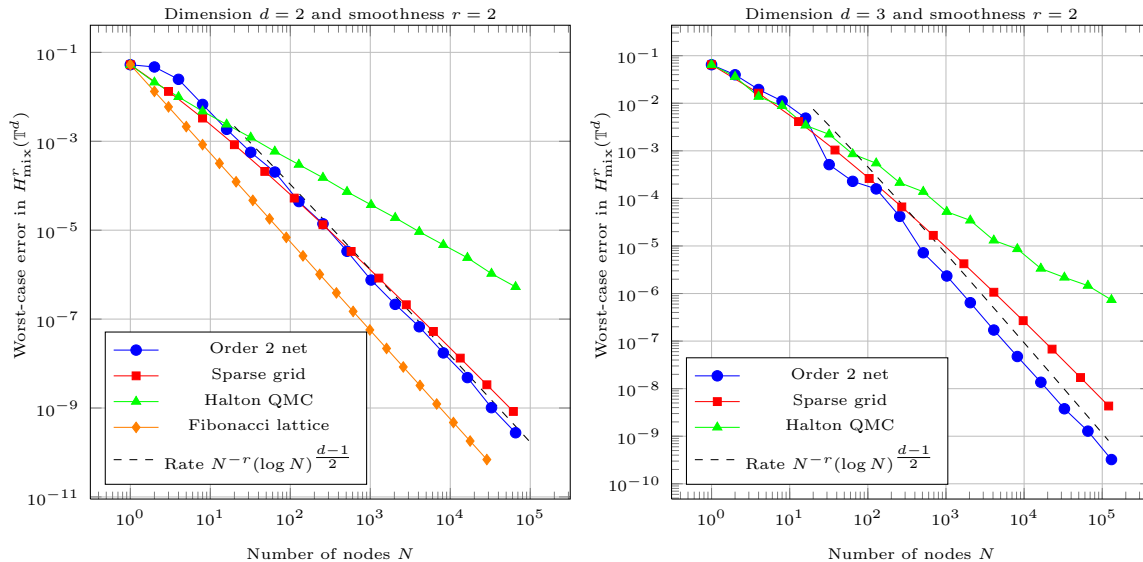 Dimension d = 2 and smoothness r = 2
Worst-case error in H^r_mix(𝕋^d)
10^−1
10^−3
10^−5
10^−7
10^−9
10^−11
Order 2 net
Sparse grid
Halton QMC
Fibonacci lattice
Rate N^−r(log N)^(d−1)/2
10^0 10^1 10^2 10^3 10^4 10^5
Number of nodes N
Dimension d = 3 and smoothness r = 2
Worst-case error in H^r_mix(𝕋^d)
10^−1
10^−2
10^−3
10^−4
10^−5
10^−6
10^−7
10^−8
10^−9
10^−10
Order 2 net
Sparse grid
Halton QMC
Rate N^−r(log N)^(d−1)/2
10^0 10^1 10^2 10^3 10^4 10^5
Number of nodes N